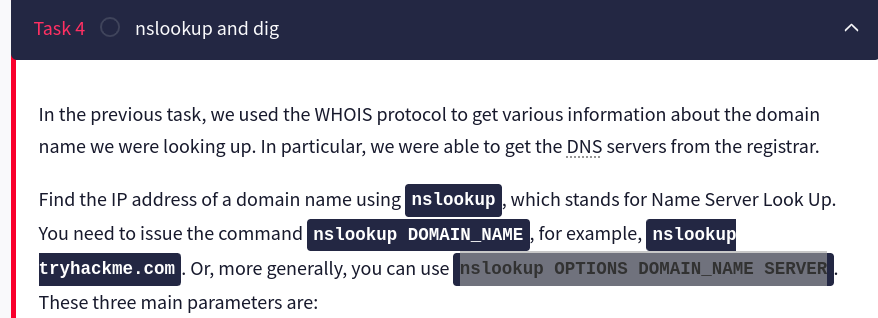 Task 4 nslookup and dig
In the previous task, we used the WHOIS protocol to get various information about the domain
name we were looking up. In particular, we were able to get the DNS servers from the registrar.
Find the IP address of a domain name using nslookup, which stands for Name Server Look Up.
You need to issue the command nslookup DOMAIN_NAME, for example, nslookup
tryhackme.com. Or, more generally, you can use nslookup OPTIONS DOMAIN_NAME SERVER.
These three main parameters are: